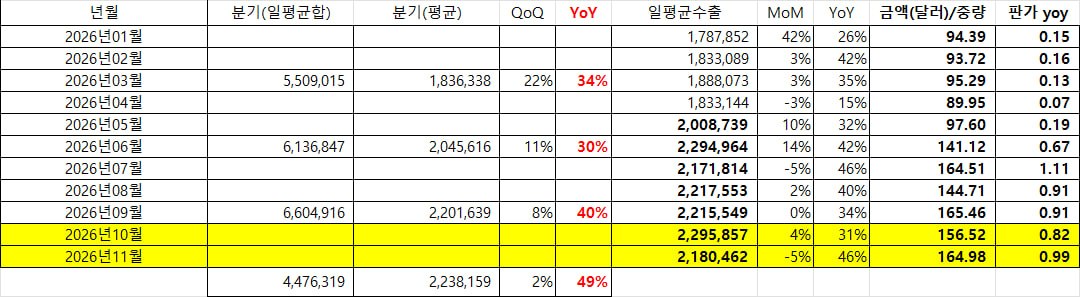 년월 분기(일평균합) 분기(평균) QoQ YoY 일평균수출 MoM YoY 금액(달러)/중량 판가 yoy
2026년01월 1,787,852 42% 26% 94.39 0.15
2026년02월 1,833,089 3% 42% 93.72 0.16
2026년03월 5,509,015 1,836,338 22% 34% 1,888,073 3% 35% 95.29 0.13
2026년04월 1,833,144 -3% 15% 89.95 0.07
2026년05월 2,008,739 10% 32% 97.60 0.19
2026년06월 6,136,847 2,045,616 11% 30% 2,294,964 14% 42% 141.12 0.67
2026년07월 2,171,814 -5% 46% 164.51 1.11
2026년08월 2,217,553 2% 40% 144.71 0.91
2026년09월 6,604,916 2,201,639 8% 40% 2,215,549 0% 34% 165.46 0.91
2026년10월 2,295,857 4% 31% 156.52 0.82
2026년11월 2,180,462 -5% 46% 164.98 0.99
4,476,319 2,238,159 2% 49%